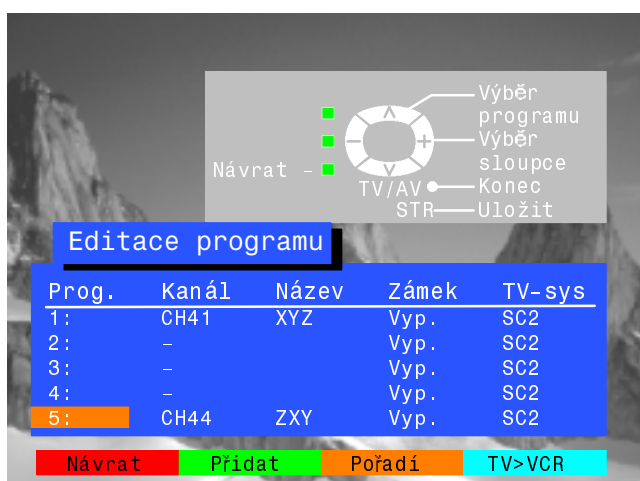 Výběr
programu
Výběr
Návrat – sloupce
TV/AV Konec
STR Uložit
Editace programu
Prog. Kanál Název Zámek TV-sys
1: CH41 XYZ Vyp. SC2
2: – Vyp. SC2
3: – Vyp. SC2
4: – Vyp. SC2
5: CH44 ZXY Vyp. SC2
Návrat Přidat Pořadí TV>VCR